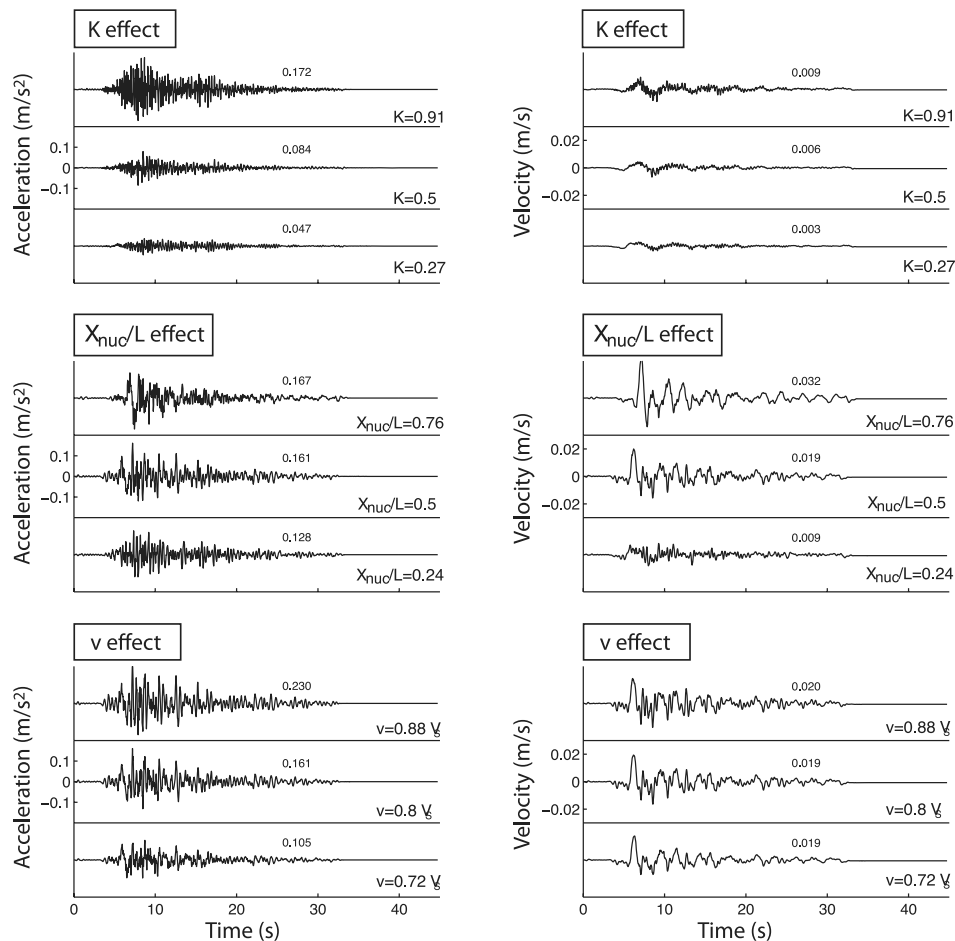 K effect
Acceleration (m/s²)
0.172
K=0.91
0.1
0
−0.1
0.084
K=0.5
0.047
K=0.27
K effect
Velocity (m/s)
0.009
K=0.91
0.02
0
−0.02
0.006
K=0.5
0.003
K=0.27
Xnuc/L effect
Acceleration (m/s²)
0.167
Xnuc/L=0.76
0.1
0
−0.1
0.161
Xnuc/L=0.5
0.128
Xnuc/L=0.24
Xnuc/L effect
Velocity (m/s)
0.032
Xnuc/L=0.76
0.02
0
−0.02
0.019
Xnuc/L=0.5
0.009
Xnuc/L=0.24
v effect
Acceleration (m/s²)
0.230
v=0.88 Vs
0.1
0
−0.1
0.161
v=0.8 Vs
0.105
v=0.72 Vs
0 10 20 30 40
Time (s)
v effect
Velocity (m/s)
0.020
v=0.88 Vs
0.02
0
−0.02
0.019
v=0.8 Vs
0.019
v=0.72 Vs
0 10 20 30 40
Time (s)